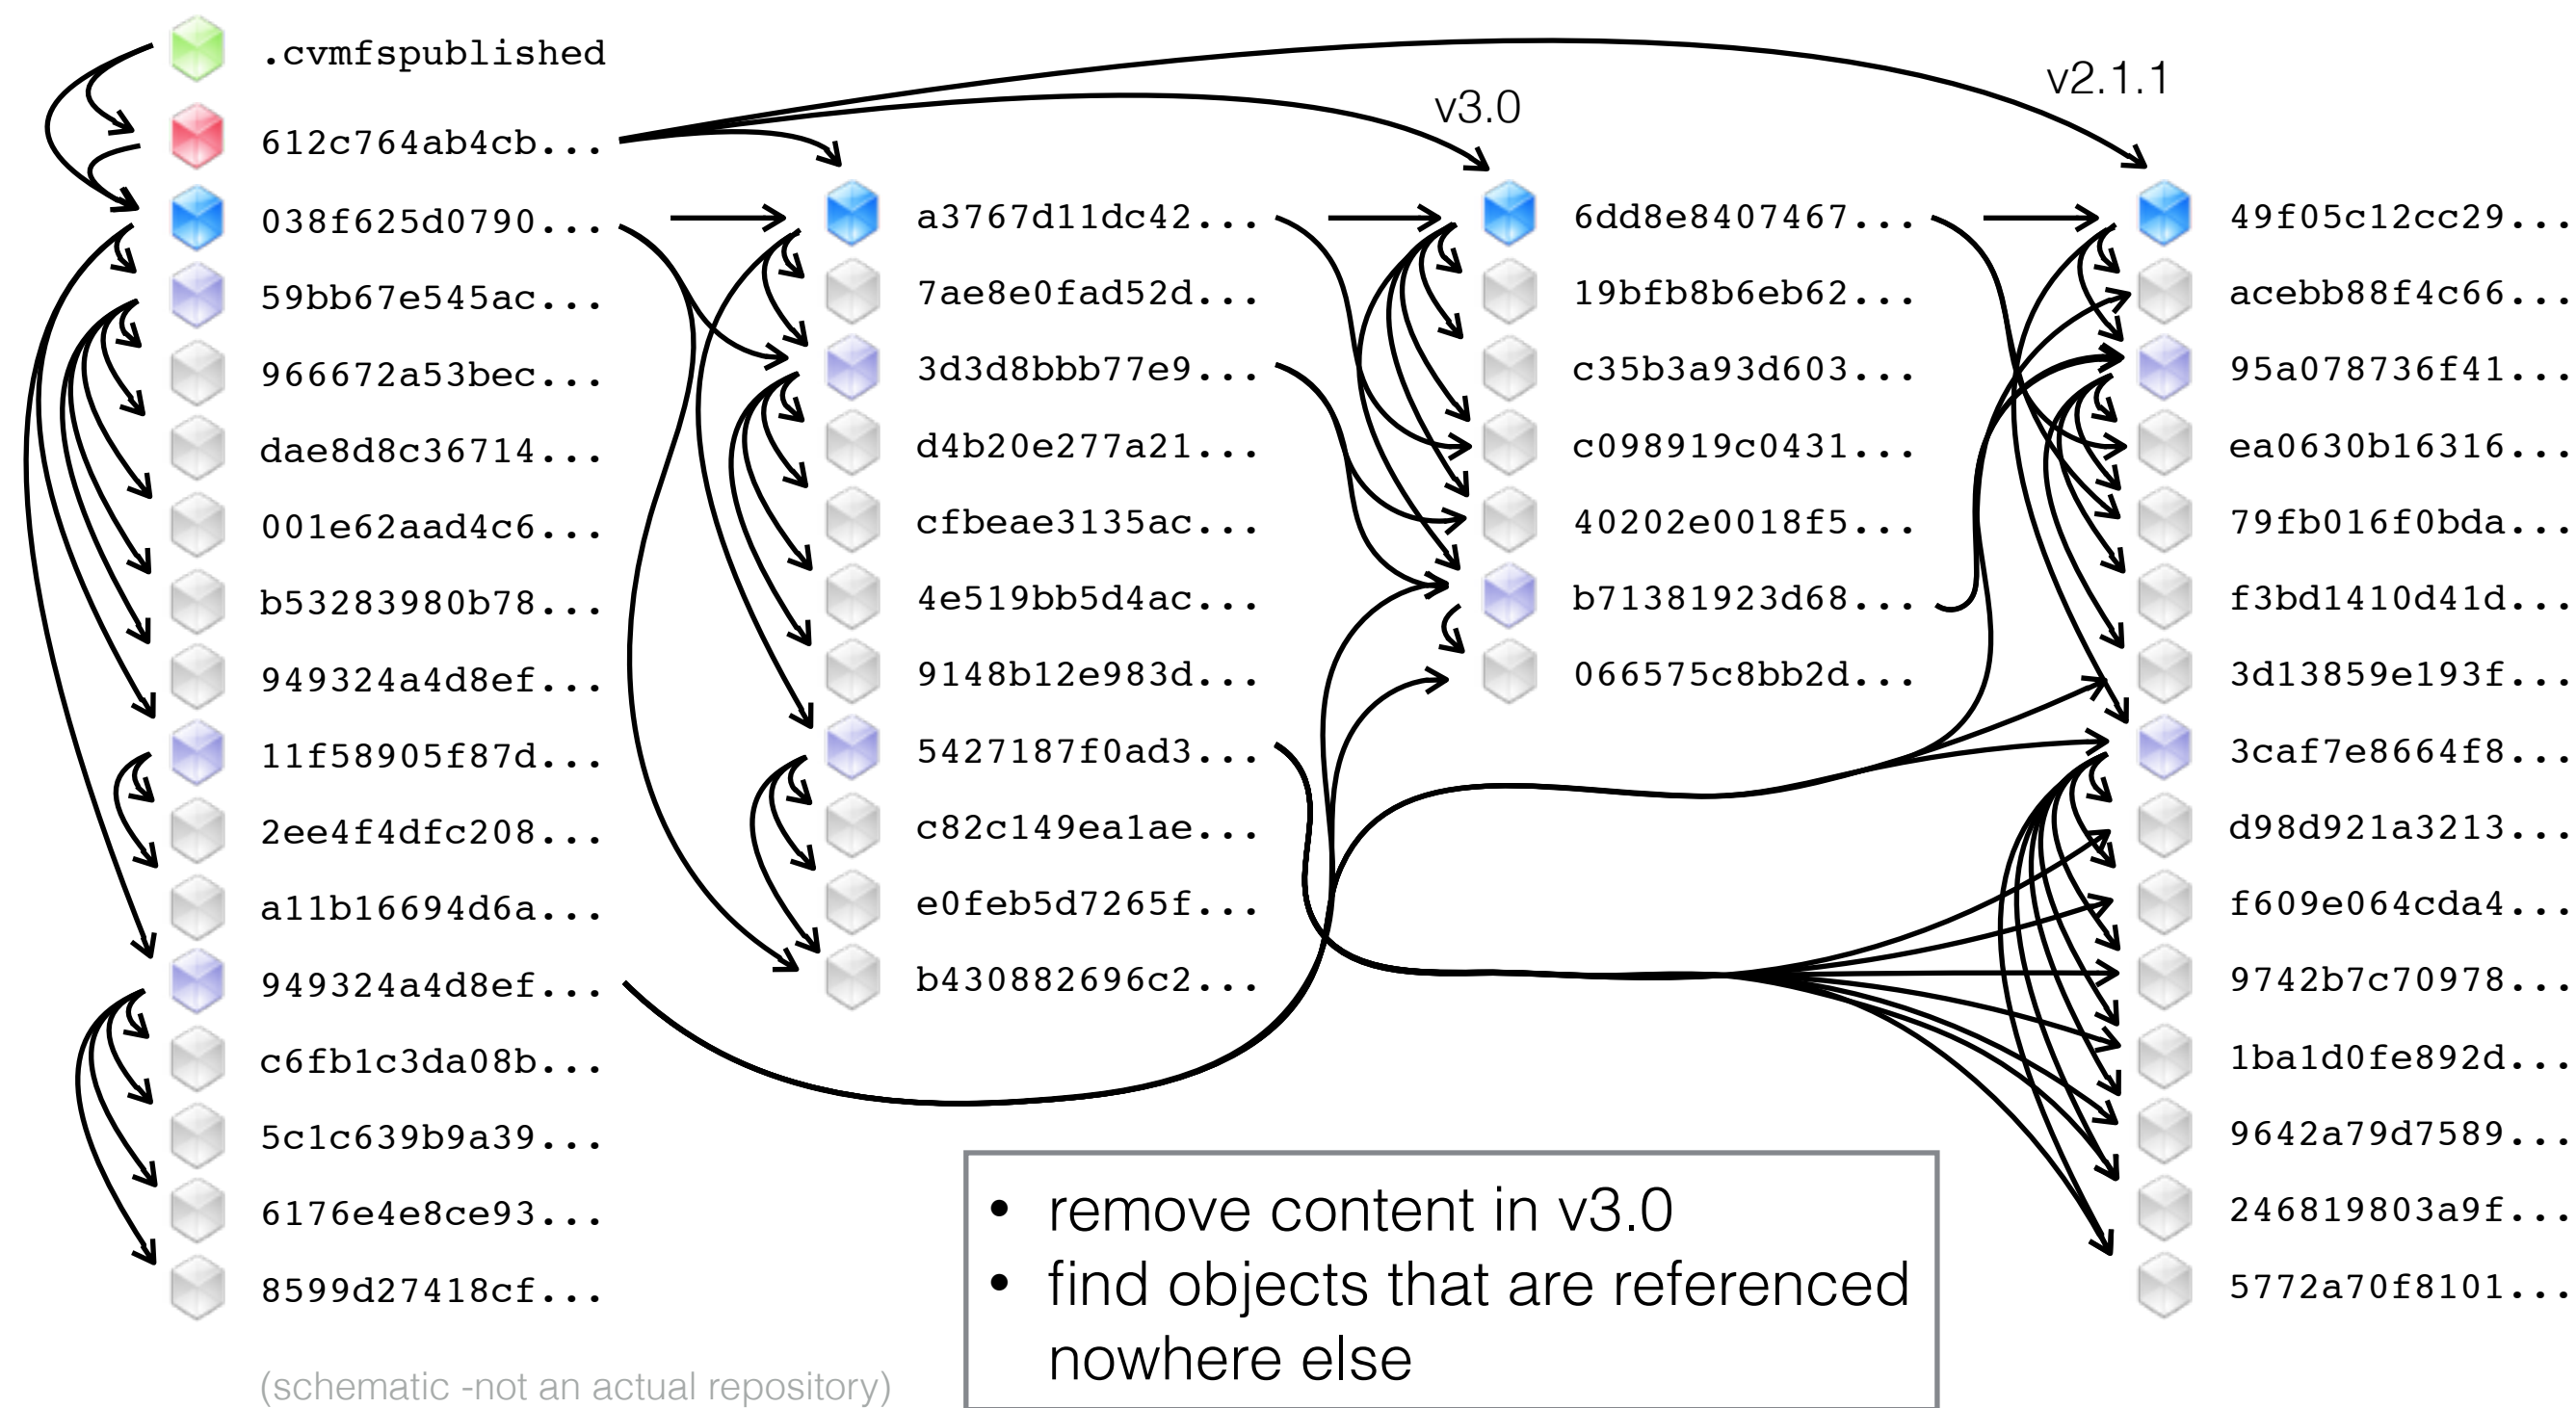 .cvmfspublished
612c764ab4cb...
038f625d0790...
59bb67e545ac...
966672a53bec...
dae8d8c36714...
001e62aad4c6...
b53283980b78...
949324a4d8ef...
11f58905f87d...
2ee4f4dfc208...
a11b16694d6a...
949324a4d8ef...
c6fb1c3da08b...
5c1c639b9a39...
6176e4e8ce93...
8599d27418cf...
(schematic -not an actual repository)
a3767d11dc42...
7ae8e0fad52d...
3d3d8bbb77e9...
d4b20e277a21...
cfbeae3135ac...
4e519bb5d4ac...
9148b12e983d...
5427187f0ad3...
c82c149ea1ae...
e0feb5d7265f...
b430882696c2...
v3.0
6dd8e8407467...
19bfb8b6eb62...
c35b3a93d603...
c098919c0431...
40202e0018f5...
b71381923d68...
066575c8bb2d...
v2.1.1
49f05c12cc29...
acebb88f4c66...
95a078736f41...
ea0630b16316...
79fb016f0bda...
f3bd1410d41d...
3d13859e193f...
3caf7e8664f8...
d98d921a3213...
f609e064cda4...
9742b7c70978...
1ba1d0fe892d...
9642a79d7589...
246819803a9f...
5772a70f8101...
• remove content in v3.0
• find objects that are referenced
nowhere else